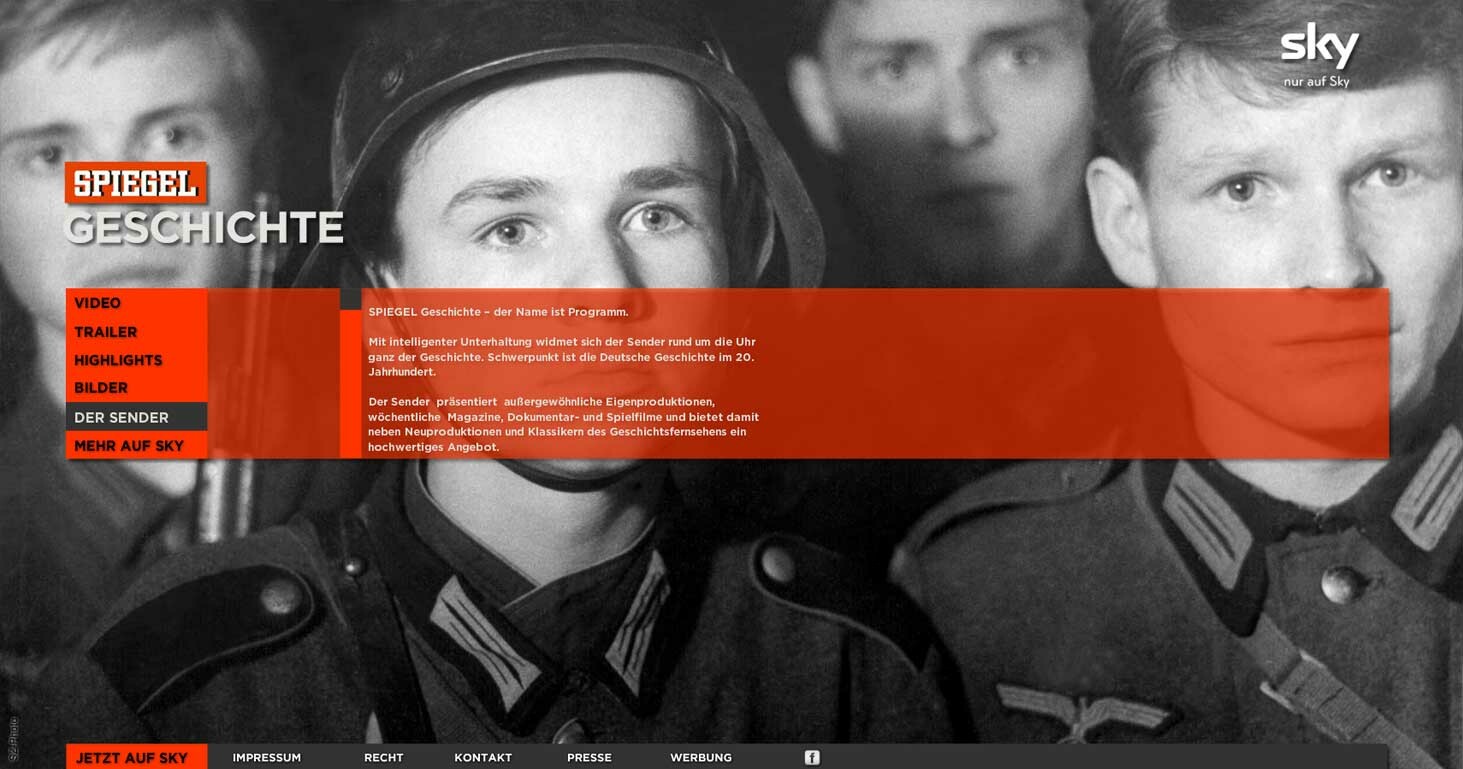 sky
nur auf Sky
SPIEGEL
GESCHICHTE
VIDEO
TRAILER
HIGHLIGHTS
BILDER
DER SENDER
MEHR AUF SKY
SPIEGEL Geschichte – der Name ist Programm.
Mit intelligenter Unterhaltung widmet sich der Sender rund um die Uhr
ganz der Geschichte. Schwerpunkt ist die Deutsche Geschichte im 20.
Jahrhundert.
Der Sender präsentiert außergewöhnliche Eigenproduktionen,
wöchentliche Magazine, Dokumentar- und Spielfilme und bietet damit
neben Neuproduktionen und Klassikern des Geschichtsfernsehens ein
hochwertiges Angebot.
JETZT AUF SKY
IMPRESSUM
RECHT
KONTAKT
PRESSE
WERBUNG
f